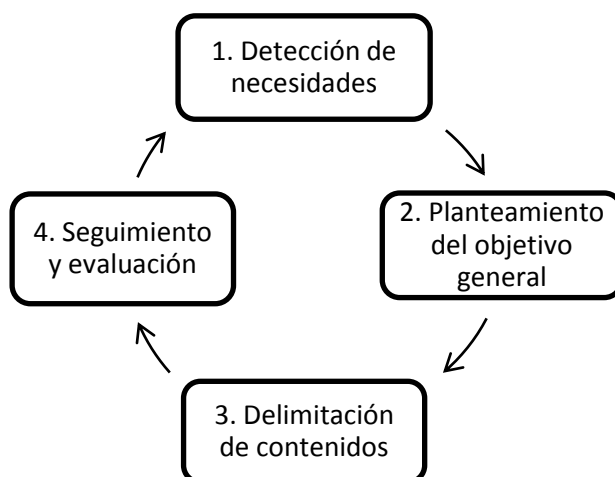 1. Detección de
necesidades
2. Planteamiento
del objetivo
general
3. Delimitación
de contenidos
4. Seguimiento
y evaluación